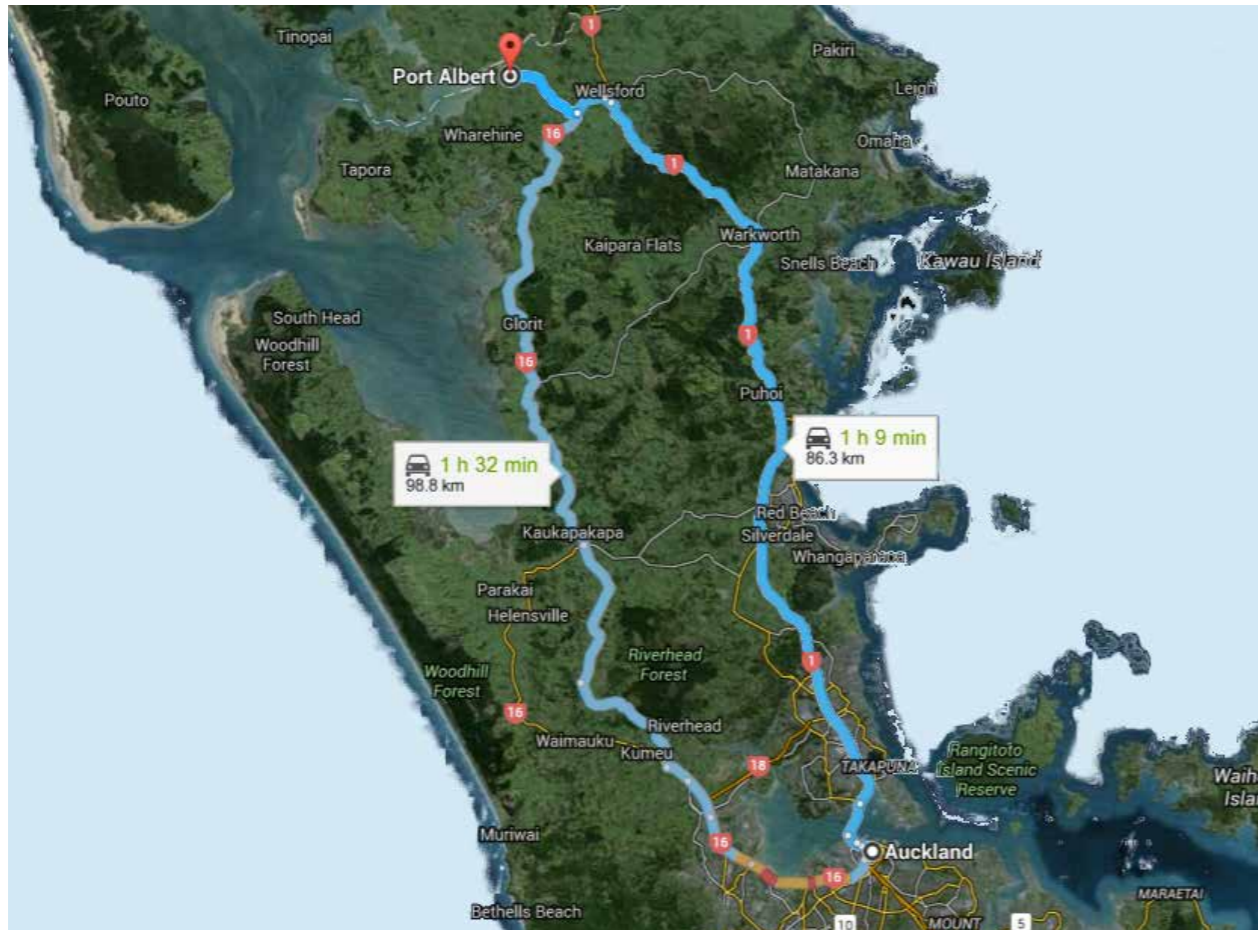 Tinopai
1
Pakiri
Port Albert
Pouto
Wellsford
Leigh
Wharehine
16
Omaha
Tapora
1
Matakana
Kaipara Flats
Warkworth
Snells Beach
Kawau Island
South Head
Glorit
Woodhill
Forest
1
16
Puhoi
1 h 32 min
98.8 km
1 h 9 min
86.3 km
Red Beach
Kaukapakapa
Silverdale
Whangaparaoa
Parakai
Helensville
Woodhill
Forest
Riverhead
Forest
1
16
Riverhead
Waimauku
Kumeu
18
TAKAPUNA
Rangitoto
Island Scenic
Reserve
Muriwai
16
Auckland
16
MARAETAI
Bethells Beach
10
MOUNT
5